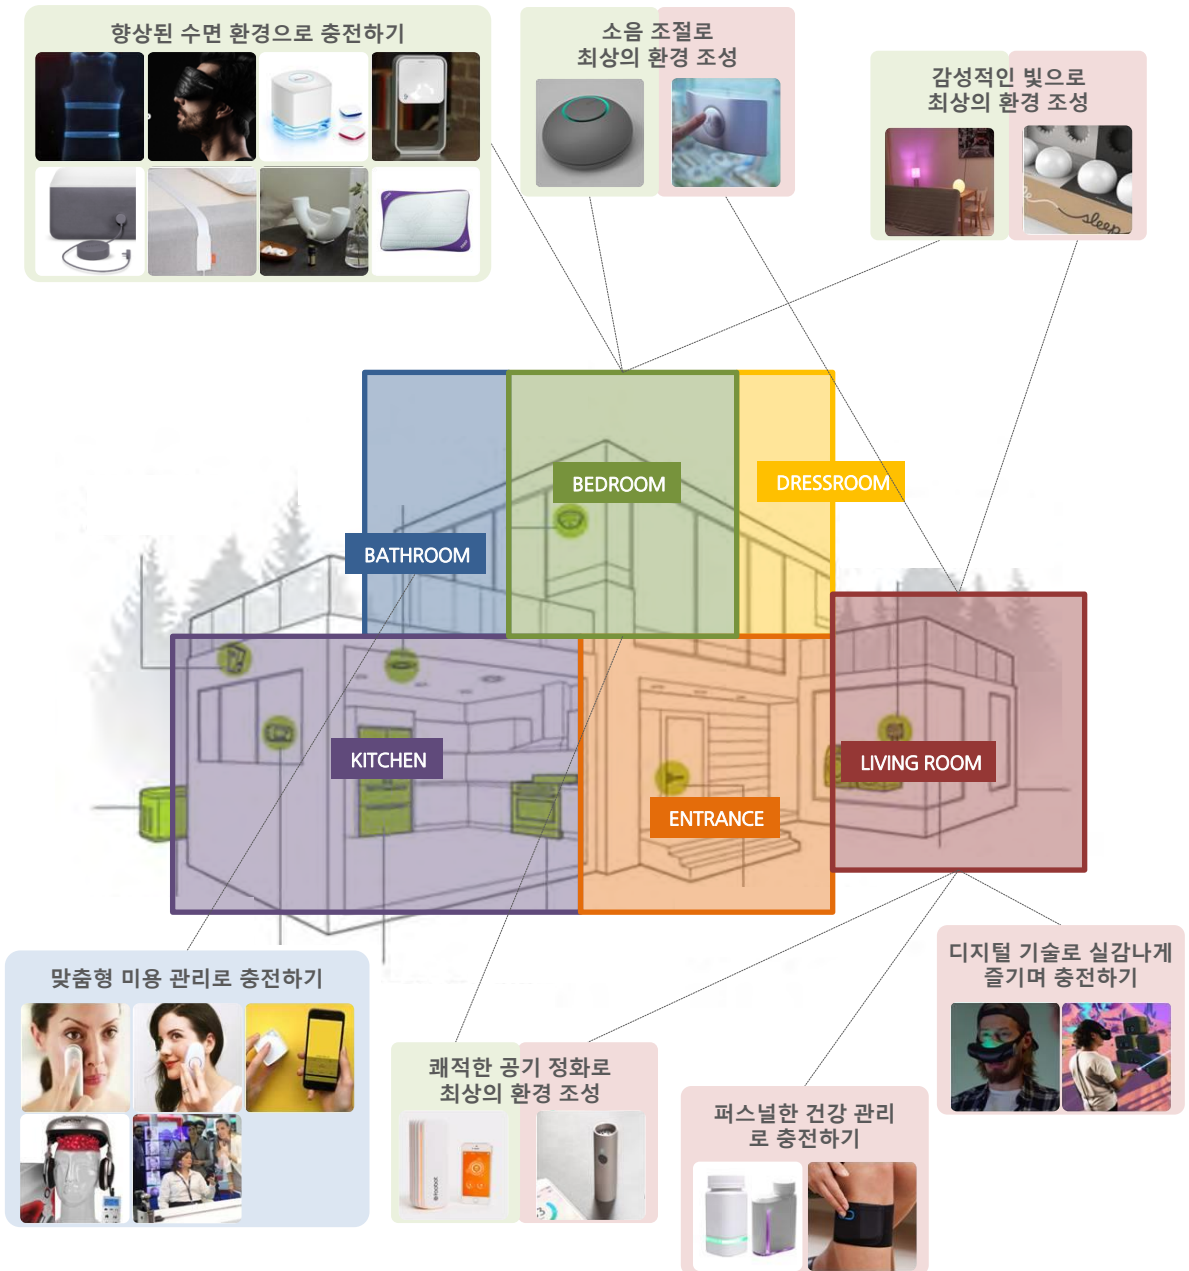 향상된 수면 환경으로 충전하기
소음 조절로
최상의 환경 조성
감성적인 빛으로
최상의 환경 조성
sleep
BEDROOM
DRESSROOM
BATHROOM
KITCHEN
LIVING ROOM
ENTRANCE
맞춤형 미용 관리로 충전하기
쾌적한 공기 정화로
최상의 환경 조성
foobot
퍼스널한 건강 관리
로 충전하기
디지털 기술로 실감나게
즐기며 충전하기